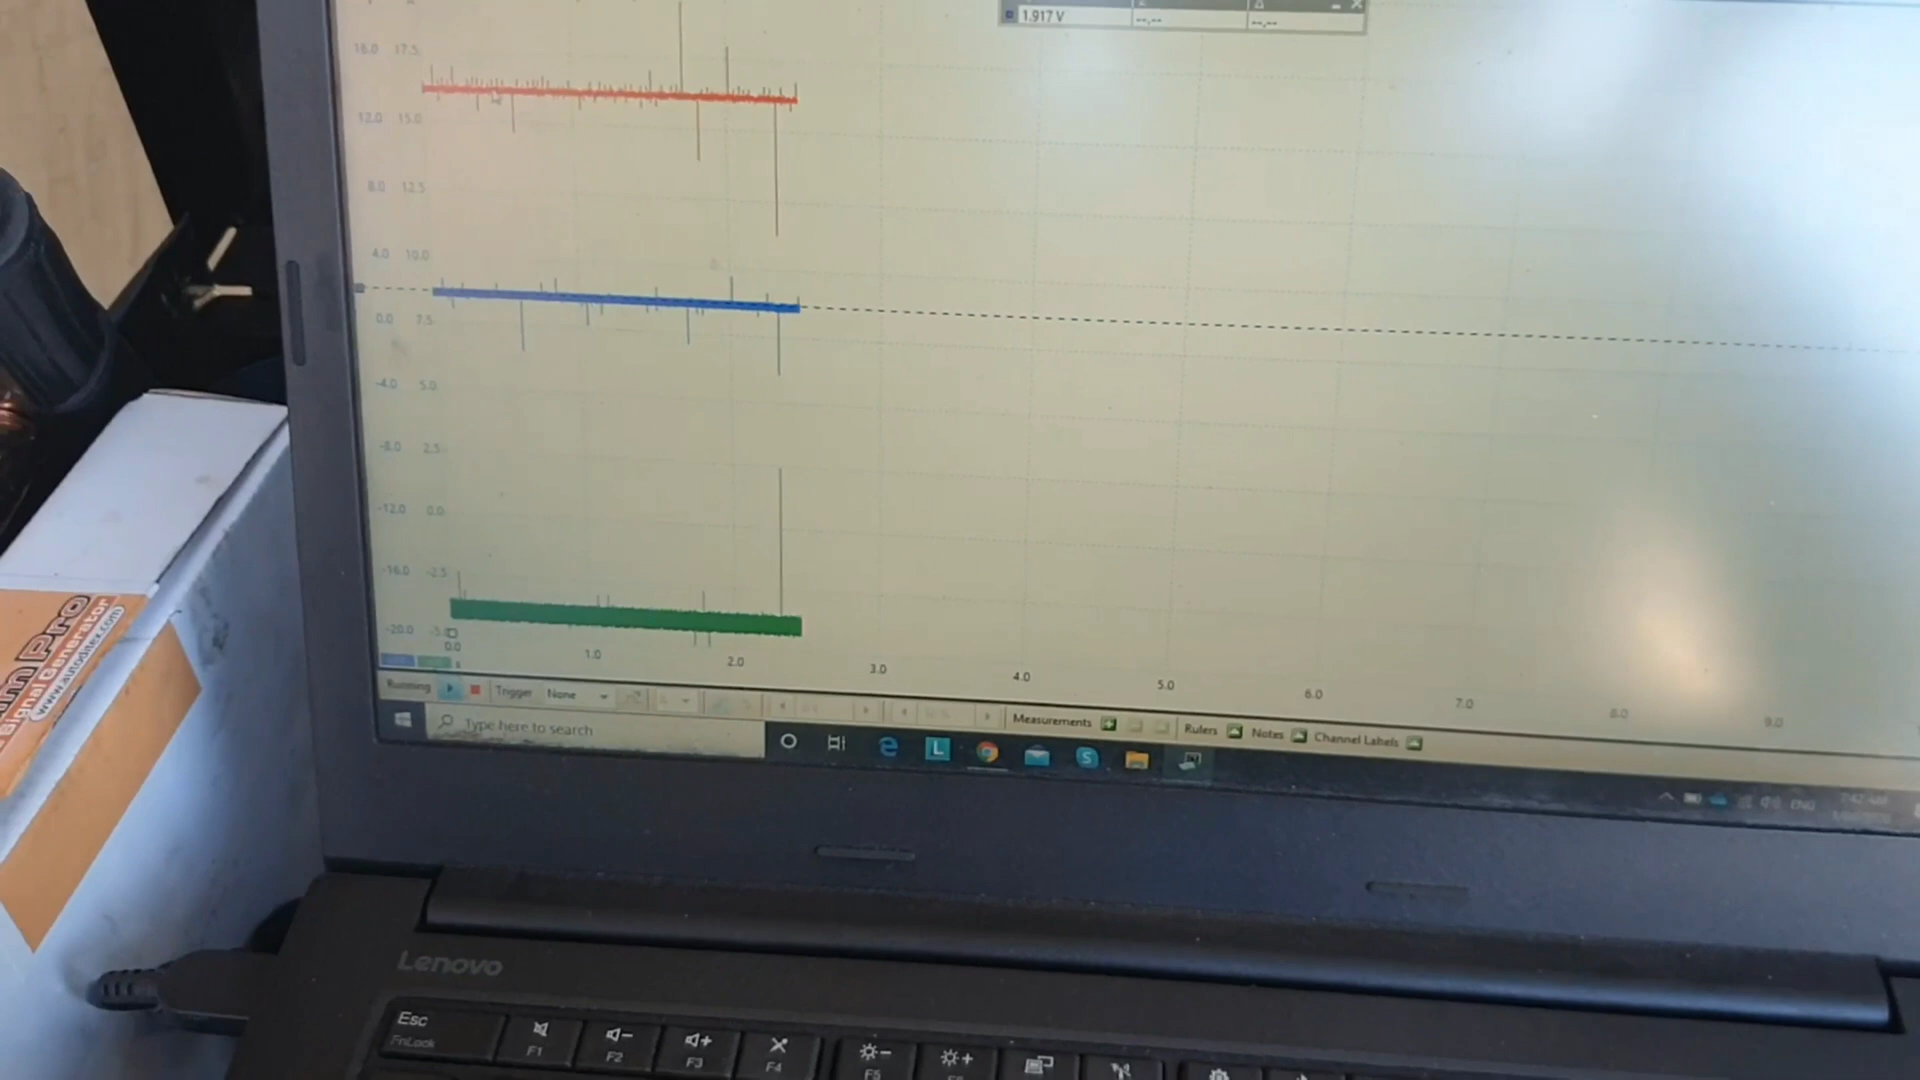 1.917 V --.-- --.--
16.0 17.5
12.0 15.0
8.0 12.5
4.0 10.0
0.0 7.5
-4.0 5.0
-8.0 2.5
-12.0 0.0
-16.0 -2.5
-20.0 -5.0
0.0 1.0 2.0 3.0 4.0 5.0 6.0 7.0 8.0 9.0
s
Running Trigger None Measurements Rulers Notes Channel Labels
Type here to search
L
S
ENG
Pro
Signal Generator
www.autoditex.com
Lenovo
Esc
FnLock
F1 F2 F3 F4 F5